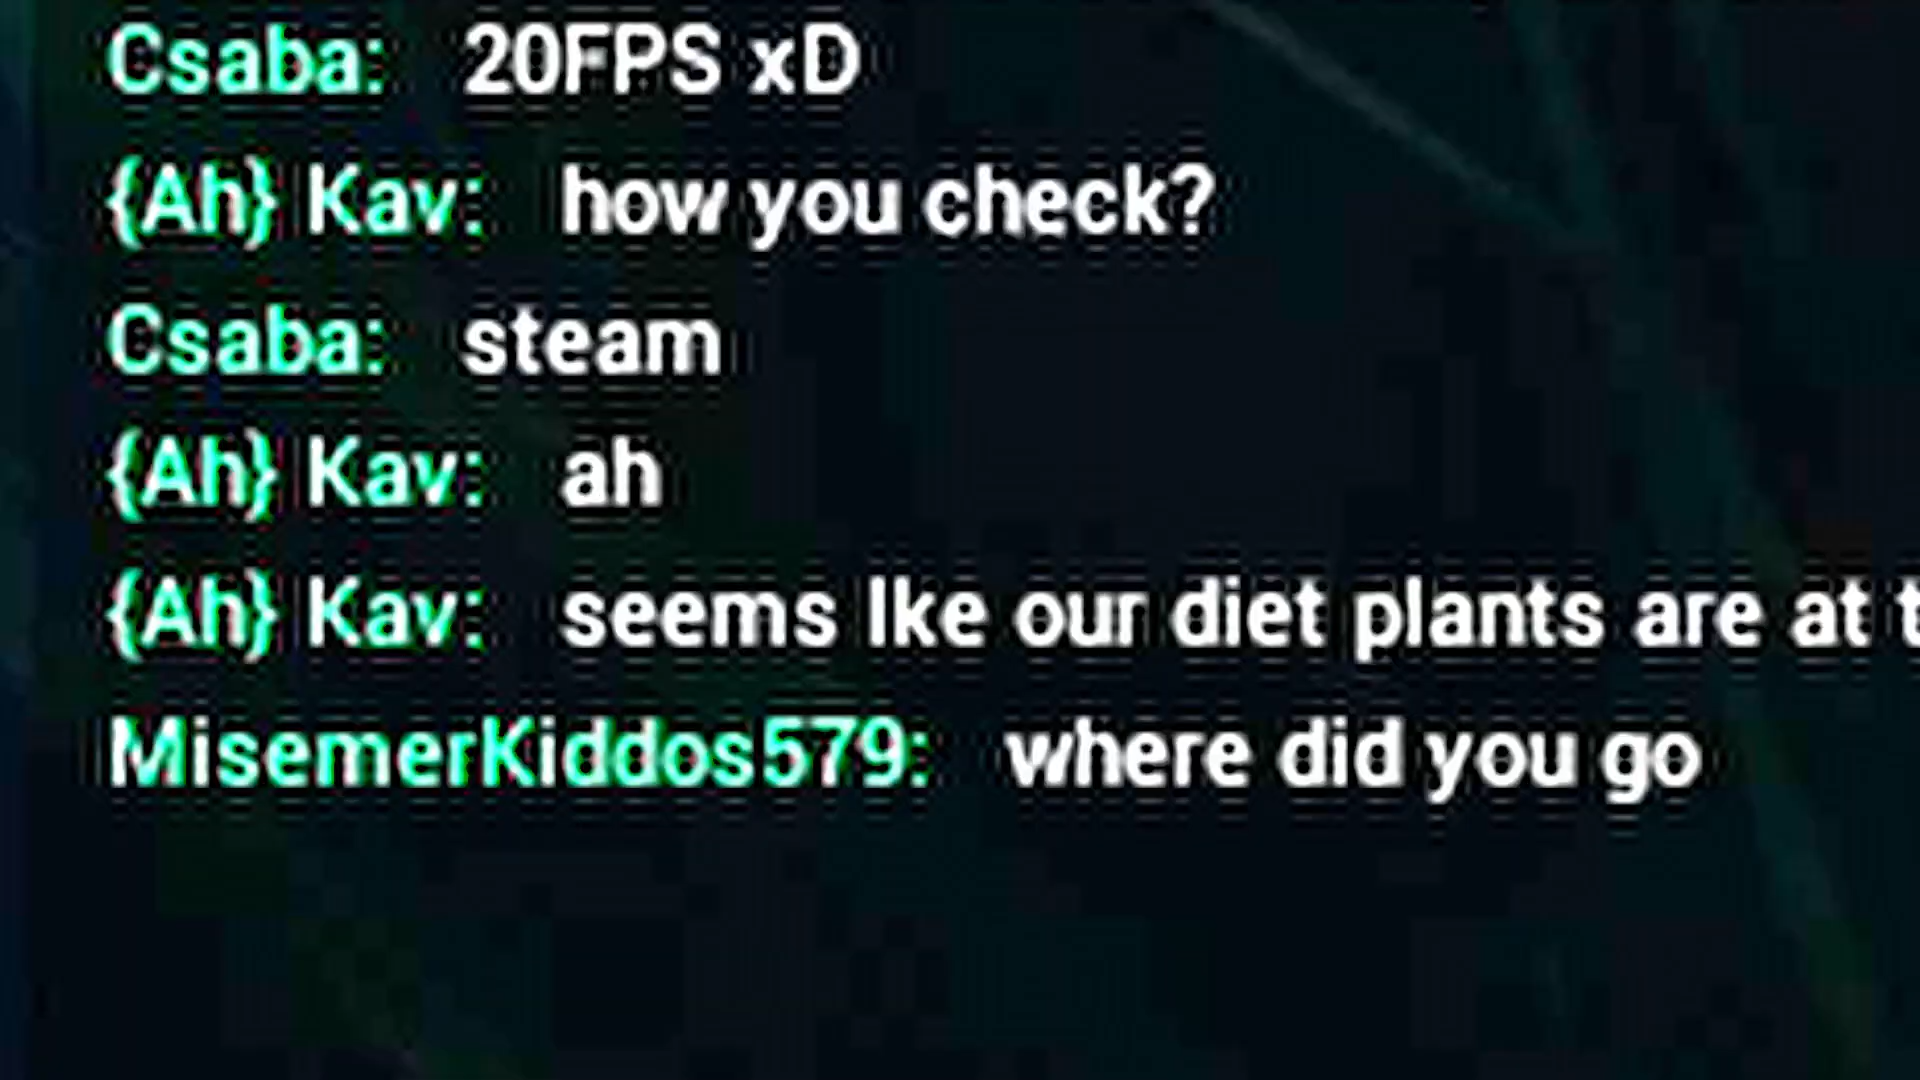 Csaba: 20FPS xD
{Ah} Kav: how you check?
Csaba: steam
{Ah} Kav: ah
{Ah} Kav: seems lke our diet plants are at t
MisemerKiddos579: where did you go